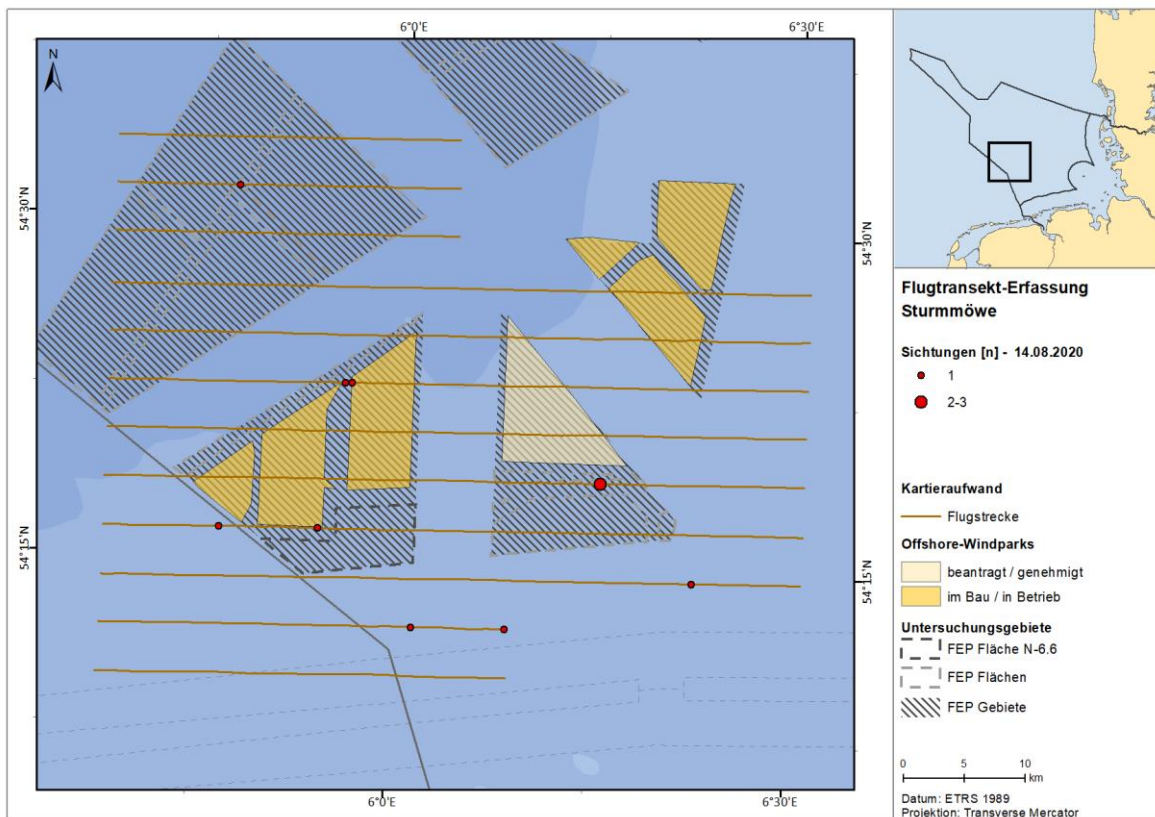 6°0'E
6°30'E
N
54°30'N
54°30'N
54°15'N
54°15'N
6°0'E
6°30'E
Flugtransekt-Erfassung
Sturmmöwe
Sichtungen [n] - 14.08.2020
1
2-3
Kartieraufwand
Flugstrecke
Offshore-Windparks
beantragt / genehmigt
im Bau / in Betrieb
Untersuchungsgebiete
FEP Fläche N-6.6
FEP Flächen
FEP Gebiete
0 5 10
km
Datum: ETRS 1989
Projektion: Transverse Mercator